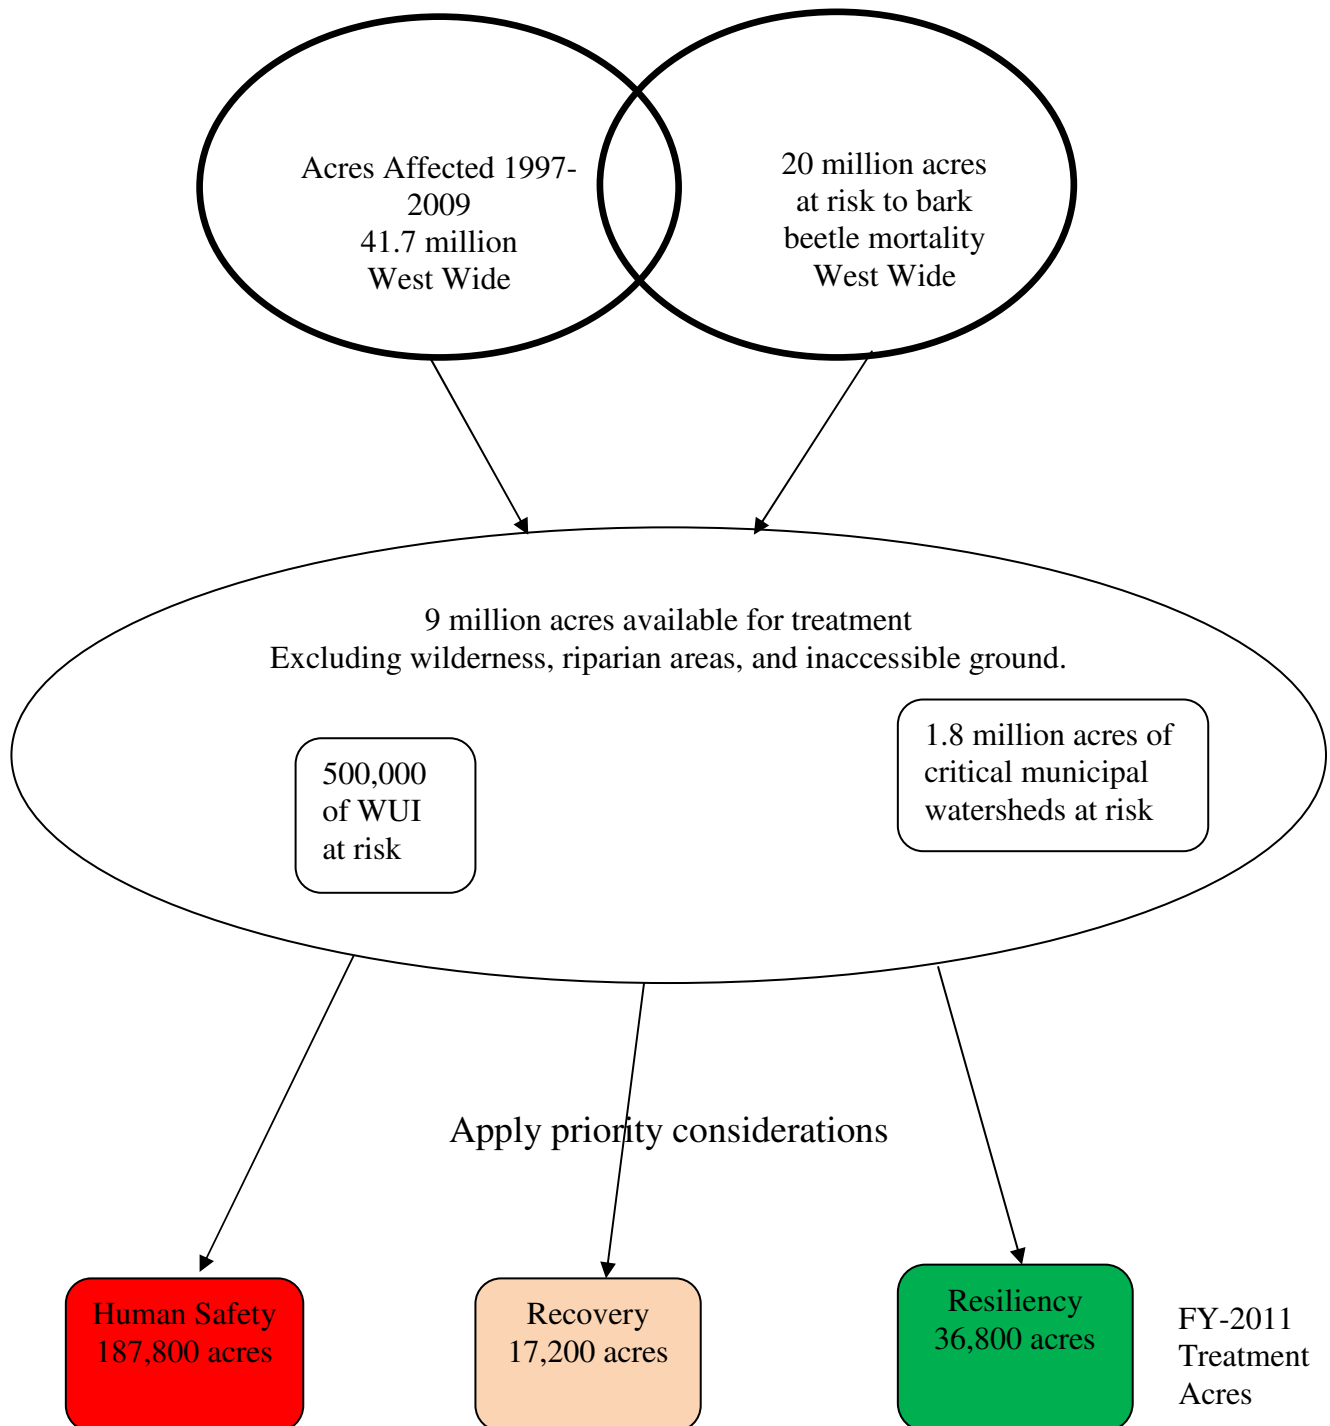 Acres Affected 1997-
2009
41.7 million
West Wide
20 million acres
at risk to bark
beetle mortality
West Wide
9 million acres available for treatment
Excluding wilderness, riparian areas, and inaccessible ground.
500,000
of WUI
at risk
1.8 million acres of
critical municipal
watersheds at risk
Apply priority considerations
Human Safety
187,800 acres
Recovery
17,200 acres
Resiliency
36,800 acres
FY-2011
Treatment
Acres